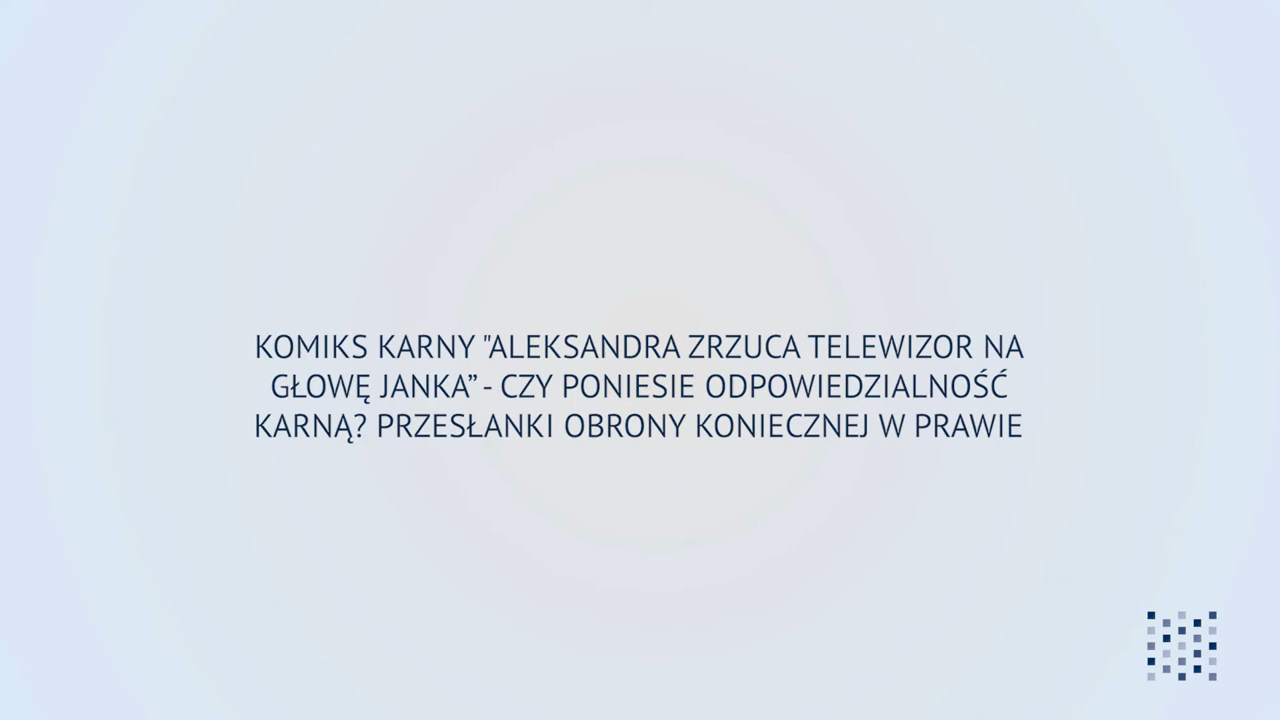 KOMIKS KARNY "ALEKSANDRA ZRZUCA TELEWIZOR NA
GŁOWĘ JANKA” - CZY PONIESIE ODPOWIEDZIALNOŚĆ
KARNĄ? PRZESŁANKI OBRONY KONIECZNEJ W PRAWIE